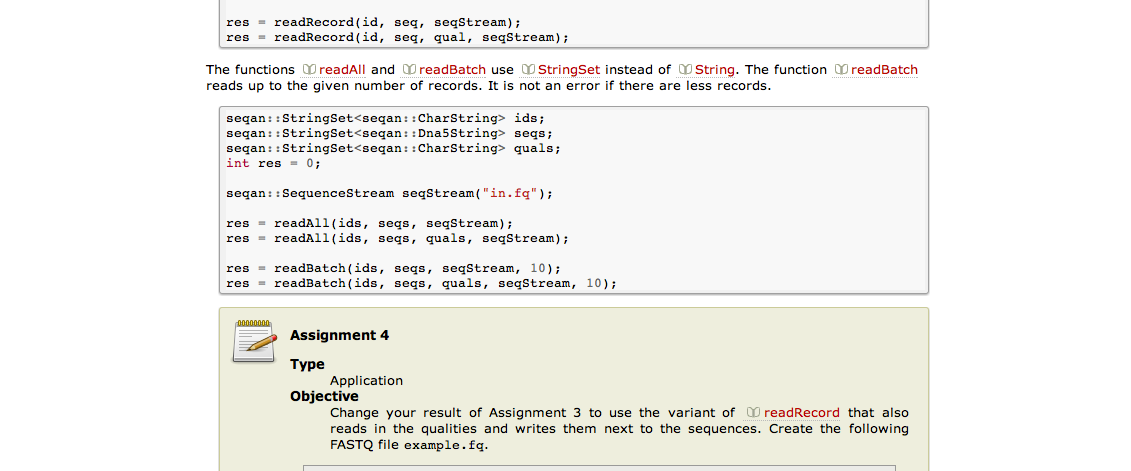 res = readRecord(id, seq, seqStream);
res = readRecord(id, seq, qual, seqStream);
The functions readAll and readBatch use StringSet instead of String. The function readBatch
reads up to the given number of records. It is not an error if there are less records.
seqan::StringSet<seqan::CharString> ids;
seqan::StringSet<seqan::Dna5String> seqs;
seqan::StringSet<seqan::CharString> quals;
int res = 0;
seqan::SequenceStream seqStream("in.fq");
res = readAll(ids, seqs, seqStream);
res = readAll(ids, seqs, quals, seqStream);
res = readBatch(ids, seqs, seqStream, 10);
res = readBatch(ids, seqs, quals, seqStream, 10);
Assignment 4
Type
Application
Objective
Change your result of Assignment 3 to use the variant of readRecord that also
reads in the qualities and writes them next to the sequences. Create the following
FASTQ file example.fq.